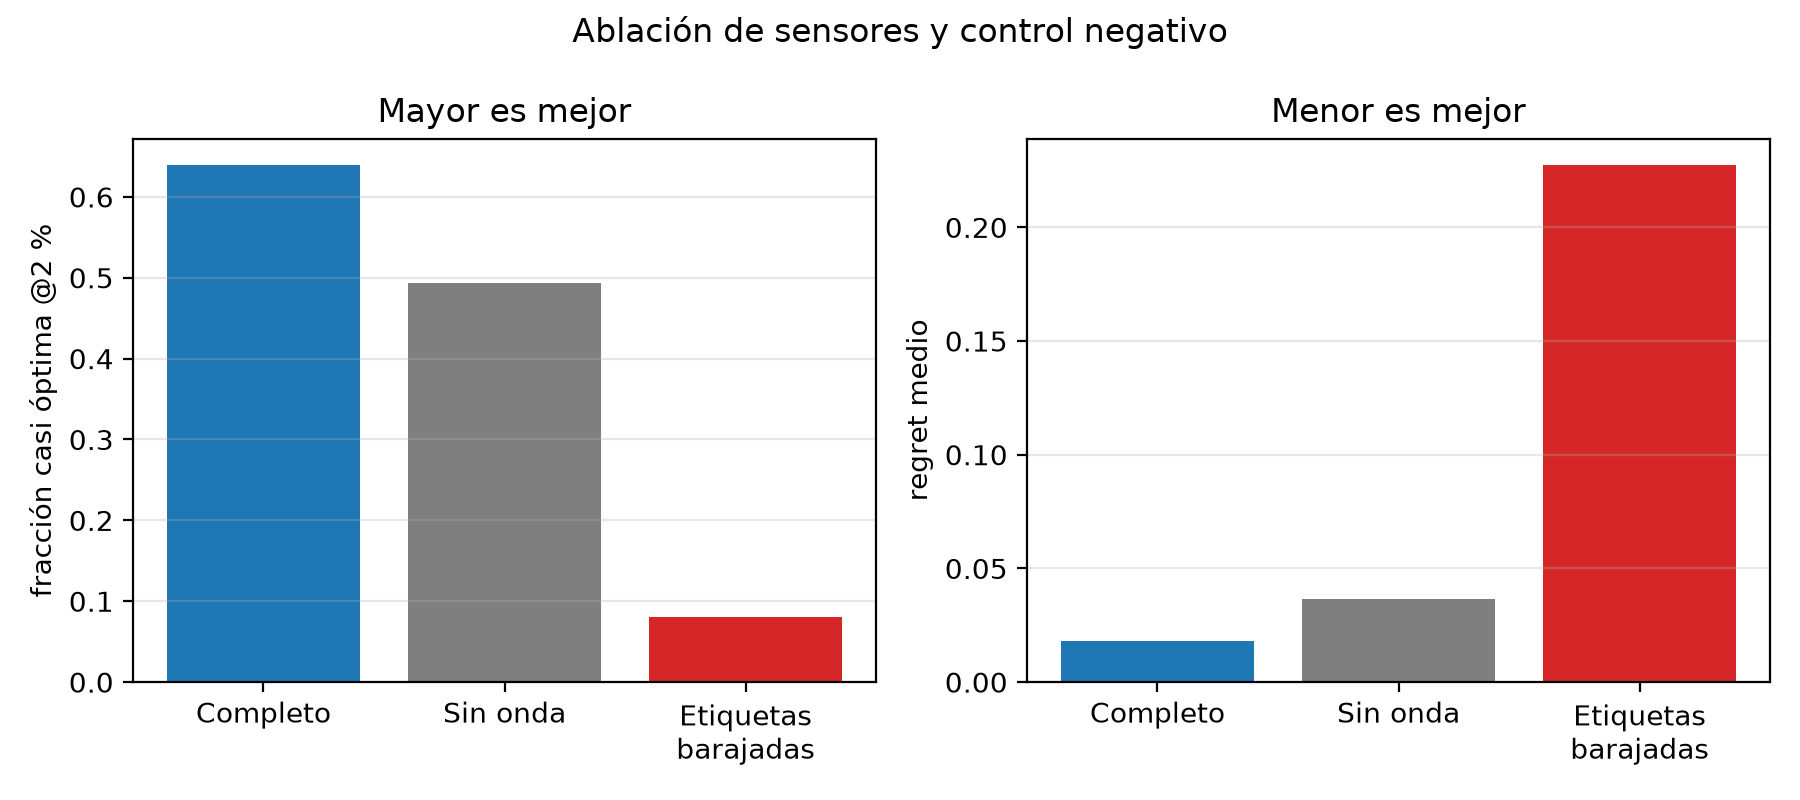 Ablación de sensores y control negativo
Mayor es mejor
fracción casi óptima @2 %
0.6
0.5
0.4
0.3
0.2
0.1
0.0
Completo
Sin onda
Etiquetas
barajadas
Menor es mejor
regret medio
0.20
0.15
0.10
0.05
0.00
Completo
Sin onda
Etiquetas
barajadas